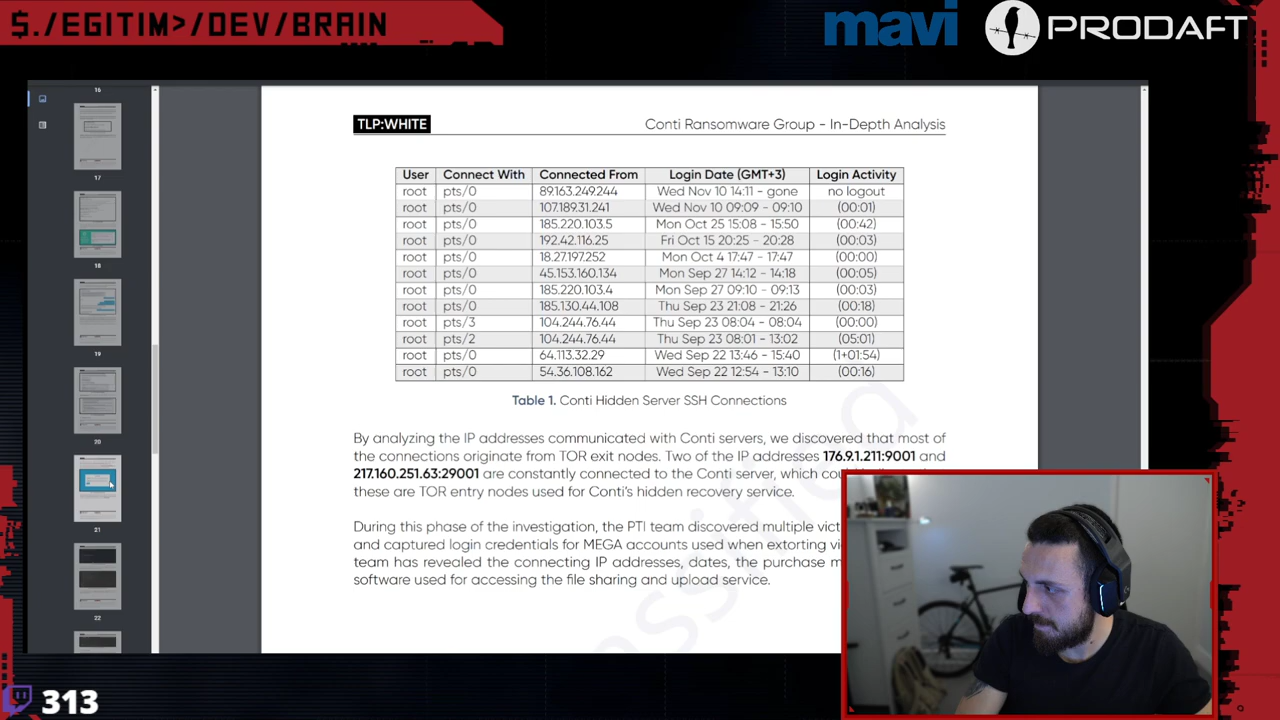 $./EGITIM>/DEV/BRAIN
mavi
PRODAFT
16
17
18
19
20
21
22
TLP:WHITE Conti Ransomware Group - In-Depth Analysis
User Connect With Connected From Login Date (GMT+3) Login Activity
root pts/0 89.163.249.244 Wed Nov 10 14:11 - gone no logout
root pts/0 107.189.31.241 Wed Nov 10 09:09 - 09:10 (00:01)
root pts/0 185.220.103.5 Mon Oct 25 15:08 - 15:50 (00:42)
root pts/0 192.42.116.25 Fri Oct 15 20:25 - 20:28 (00:03)
root pts/0 18.27.197.252 Mon Oct 4 17:47 - 17:47 (00:00)
root pts/0 45.153.160.134 Mon Sep 27 14:12 - 14:18 (00:05)
root pts/0 185.220.103.4 Mon Sep 27 09:10 - 09:13 (00:03)
root pts/0 185.130.44.108 Thu Sep 23 21:08 - 21:26 (00:18)
root pts/3 104.244.76.44 Thu Sep 23 08:04 - 08:04 (00:00)
root pts/2 104.244.76.44 Thu Sep 23 08:01 - 13:02 (05:01)
root pts/0 64.113.32.29 Wed Sep 22 13:46 - 15:40 (1+01:54)
root pts/0 54.36.108.162 Wed Sep 22 12:54 - 13:10 (00:16)
Table 1. Conti Hidden Server SSH Connections
By analyzing the IP addresses communicated with Conti servers, we discovered that most of
the connections originate from TOR exit nodes. Two of the IP addresses 176.9.1.211:9001 and
217.160.251.63:22001 are constantly connected to the Conti server, which
these are TOR entry nodes used for Conti's hidden recovery service.
During this phase of the investigation, the PTI team discovered multiple
and captured login credentials for MEGA accounts used when extorting
team has revealed the connecting IP addresses, dates, the purchase
software used for accessing the file sharing and upload service.
313